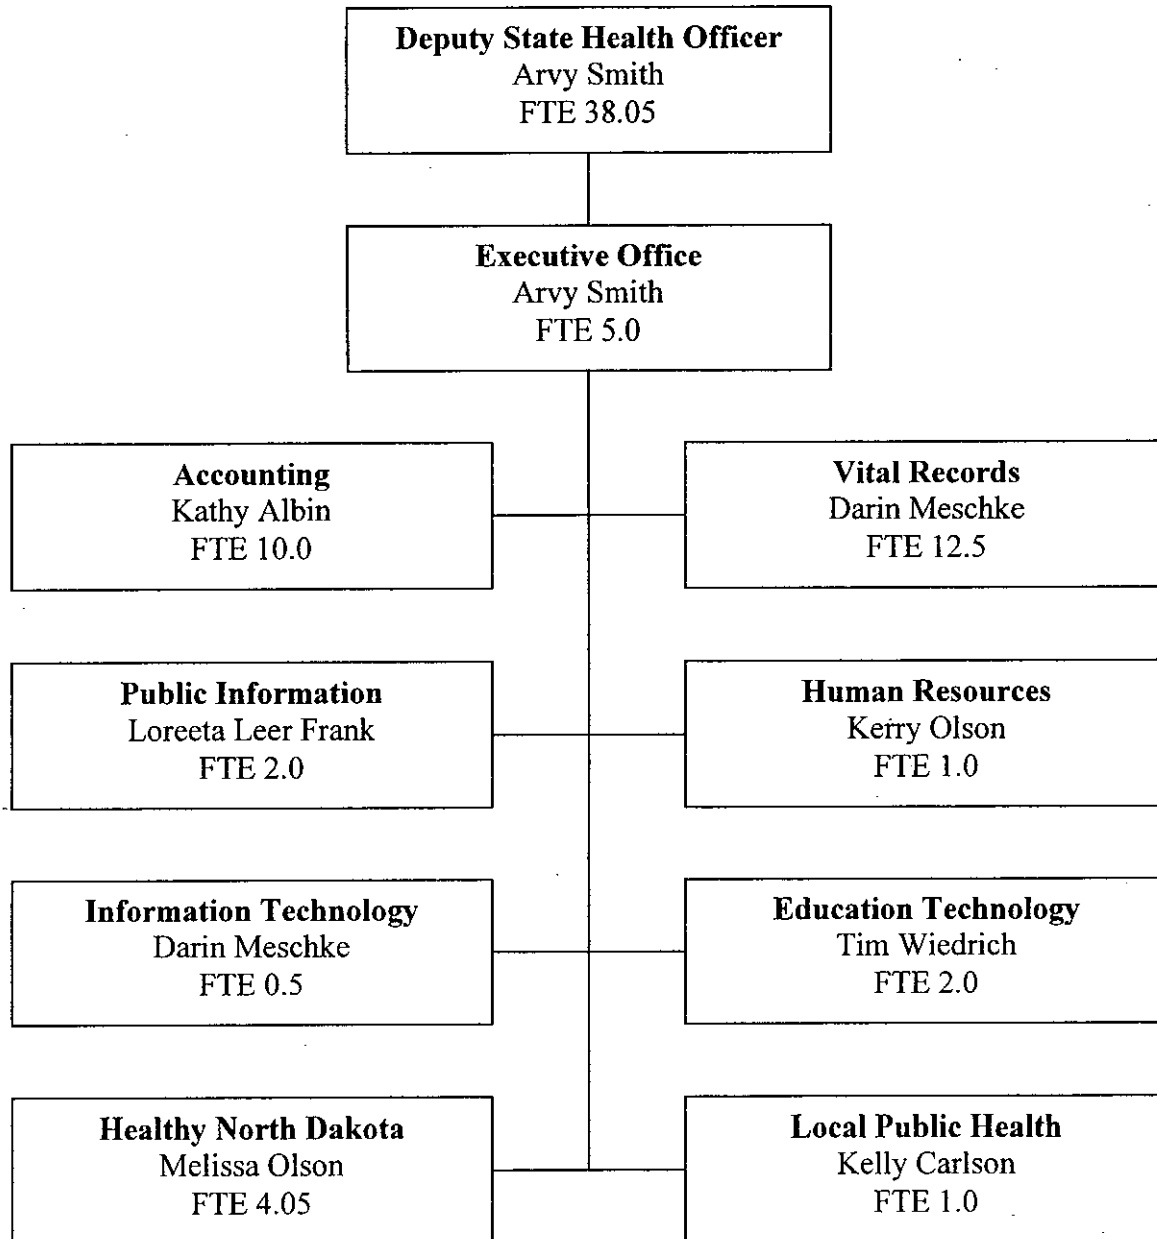 Deputy State Health Officer
Arvy Smith
FTE 38.05
Executive Office
Arvy Smith
FTE 5.0
Accounting
Kathy Albin
FTE 10.0
Vital Records
Darin Meschke
FTE 12.5
Public Information
Loreeta Leer Frank
FTE 2.0
Human Resources
Kerry Olson
FTE 1.0
Information Technology
Darin Meschke
FTE 0.5
Education Technology
Tim Wiedrich
FTE 2.0
Healthy North Dakota
Melissa Olson
FTE 4.05
Local Public Health
Kelly Carlson
FTE 1.0